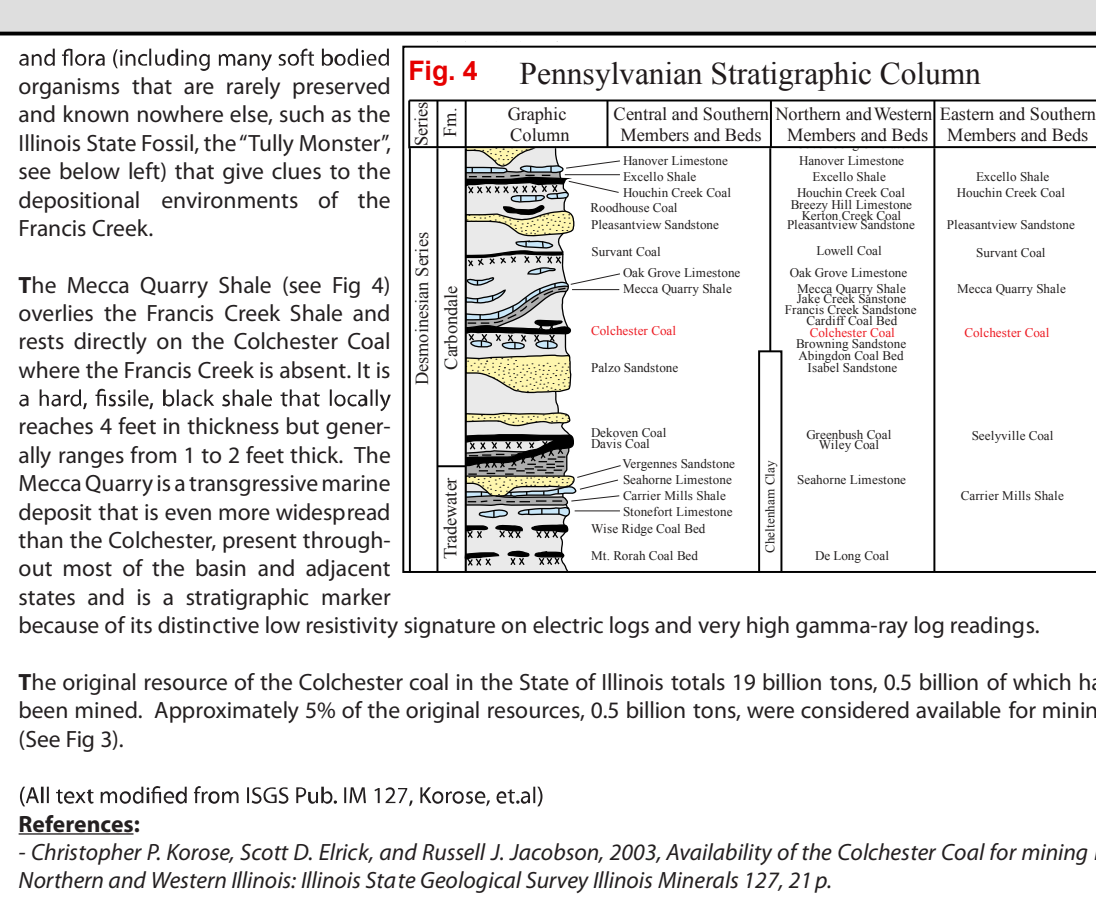 and flora (including many soft bodied
organisms that are rarely preserved
and known nowhere else, such as the
Illinois State Fossil, the “Tully Monster”,
see below left) that give clues to the
depositional environments of the
Francis Creek.
The Mecca Quarry Shale (see Fig 4)
overlies the Francis Creek Shale and
rests directly on the Colchester Coal
where the Francis Creek is absent. It is
a hard, fissile, black shale that locally
reaches 4 feet in thickness but gener-
ally ranges from 1 to 2 feet thick. The
Mecca Quarry is a transgressive marine
deposit that is even more widespread
than the Colchester, present through-
out most of the basin and adjacent
states and is a stratigraphic marker
because of its distinctive low resistivity signature on electric logs and very high gamma-ray log readings.
Fig. 4 Pennsylvanian Stratigraphic Column
Series
Fm.
Graphic
Column
Central and Southern
Members and Beds
Northern and Western
Members and Beds
Eastern and Southern
Members and Beds
Desmoinesian Series
Carbondale
Tradewater
Hanover Limestone
Excello Shale
Houchin Creek Coal
Roodhouse Coal
Pleasantview Sandstone
Survant Coal
Oak Grove Limestone
Mecca Quarry Shale
Colchester Coal
Palzo Sandstone
Dekoven Coal
Davis Coal
Vergennes Sandstone
Seahorne Limestone
Carrier Mills Shale
Stonefort Limestone
Wise Ridge Coal Bed
Mt. Rorah Coal Bed
Cheltenham Clay
Hanover Limestone
Excello Shale
Houchin Creek Coal
Breezy Hill Limestone
Kerton Creek Coal
Pleasantview Sandstone
Lowell Coal
Oak Grove Limestone
Mecca Quarry Shale
Jake Creek Sanstone
Francis Creek Sandstone
Cardiff Coal Bed
Colchester Coal
Browning Sandstone
Abingdon Coal Bed
Isabel Sandstone
Greenbush Coal
Wiley Coal
Seahorne Limestone
De Long Coal
Excello Shale
Houchin Creek Coal
Pleasantview Sandstone
Survant Coal
Mecca Quarry Shale
Colchester Coal
Seelyville Coal
Carrier Mills Shale
The original resource of the Colchester coal in the State of Illinois totals 19 billion tons, 0.5 billion of which
been mined. Approximately 5% of the original resources, 0.5 billion tons, were considered available for
(See Fig 3).
(All text modified from ISGS Pub. IM 127, Korose, et.al)
References:
- Christopher P. Korose, Scott D. Elrick, and Russell J. Jacobson, 2003, Availability of the Colchester Coal for mining
Northern and Western Illinois: Illinois State Geological Survey Illinois Minerals 127, 21 p.